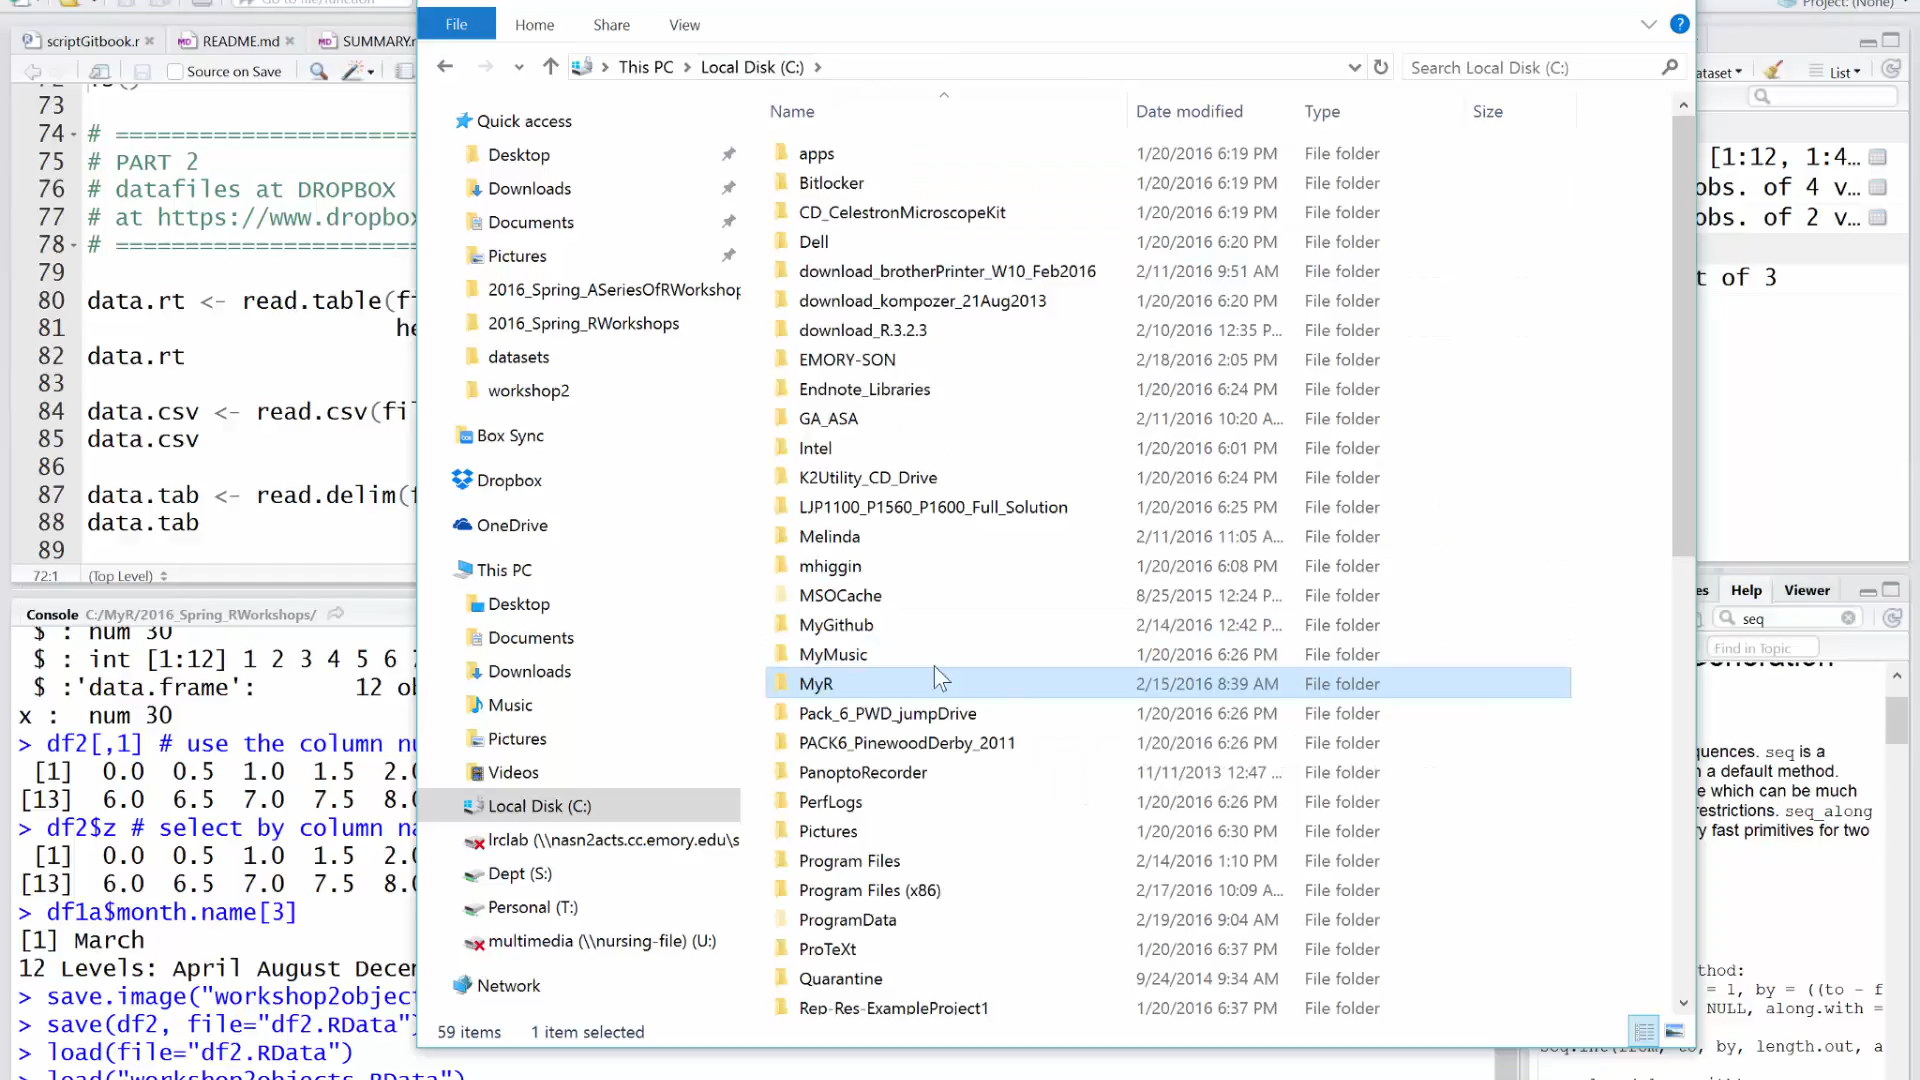 Go to file/function
Project: (None)
scriptGitbook.r
README.md
SUMMARY.
Source on Save
73
74 # ========================
75 # PART 2
76 # datafiles at DROPBOX
77 # at https://www.dropbox
78 # ========================
79
80 data.rt <- read.table(f
81 he
82 data.rt
83
84 data.csv <- read.csv(fil
85 data.csv
86
87 data.tab <- read.delim(f
88 data.tab
89
72:1 (Top Level)
Console C:/MyR/2016_Spring_RWorkshops/
$ : num 30
$ : int [1:12] 1 2 3 4 5 6 7
$ :'data.frame': 12 o
x : num 30
> df2[,1] # use the column nu
[1] 0.0 0.5 1.0 1.5 2.0
[13] 6.0 6.5 7.0 7.5 8.0
> df2$z # select by column na
[1] 0.0 0.5 1.0 1.5 2.0
[13] 6.0 6.5 7.0 7.5 8.0
> df1a$month.name[3]
[1] March
12 Levels: April August Decem
> save.image("workshop2object
> save(df2, file="df2.RData")
> load(file="df2.RData")
> load("workshop2objects.RData")
File Home Share View
This PC > Local Disk (C:) >
Search Local Disk (C:)
Quick access
Desktop
Downloads
Documents
Pictures
2016_Spring_ASeriesOfRWorkshop
2016_Spring_RWorkshops
datasets
workshop2
Box Sync
Dropbox
OneDrive
This PC
Desktop
Documents
Downloads
Music
Pictures
Videos
Local Disk (C:)
lrclab (\\nasn2acts.cc.emory.edu\s
Dept (S:)
Personal (T:)
multimedia (\\nursing-file) (U:)
Network
Name Date modified Type Size
apps 1/20/2016 6:19 PM File folder
Bitlocker 1/20/2016 6:19 PM File folder
CD_CelestronMicroscopeKit 1/20/2016 6:19 PM File folder
Dell 1/20/2016 6:20 PM File folder
download_brotherPrinter_W10_Feb2016 2/11/2016 9:51 AM File folder
download_kompozer_21Aug2013 1/20/2016 6:20 PM File folder
download_R.3.2.3 2/10/2016 12:35 P... File folder
EMORY-SON 2/18/2016 2:05 PM File folder
Endnote_Libraries 1/20/2016 6:24 PM File folder
GA_ASA 2/11/2016 10:20 A... File folder
Intel 1/20/2016 6:01 PM File folder
K2Utility_CD_Drive 1/20/2016 6:24 PM File folder
LJP1100_P1560_P1600_Full_Solution 1/20/2016 6:25 PM File folder
Melinda 2/11/2016 11:05 A... File folder
mhiggin 1/20/2016 6:08 PM File folder
MSOCache 8/25/2015 12:24 P... File folder
MyGithub 2/14/2016 12:42 P... File folder
MyMusic 1/20/2016 6:26 PM File folder
MyR 2/15/2016 8:39 AM File folder
Pack_6_PWD_jumpDrive 1/20/2016 6:26 PM File folder
PACK6_PinewoodDerby_2011 1/20/2016 6:26 PM File folder
PanoptoRecorder 11/11/2013 12:47 ... File folder
PerfLogs 1/20/2016 6:26 PM File folder
Pictures 1/20/2016 6:30 PM File folder
Program Files 2/14/2016 1:10 PM File folder
Program Files (x86) 2/17/2016 10:09 A... File folder
ProgramData 2/19/2016 9:04 AM File folder
ProTeXt 1/20/2016 6:37 PM File folder
Quarantine 9/24/2014 9:34 AM File folder
Rep-Res-ExampleProject1 1/20/2016 6:37 PM File folder
59 items 1 item selected
ataset List
[1:12, 1:4...
obs. of 4 v...
obs. of 2 v...
t of 3
es Help Viewer
seq
Find in Topic
quences. seq is a
n a default method.
e which can be much
restrictions. seq_along
ry fast primitives for two
thod:
= 1, by = ((to - f
NULL, along.with =
seq.int(from, to, by, length.out, a